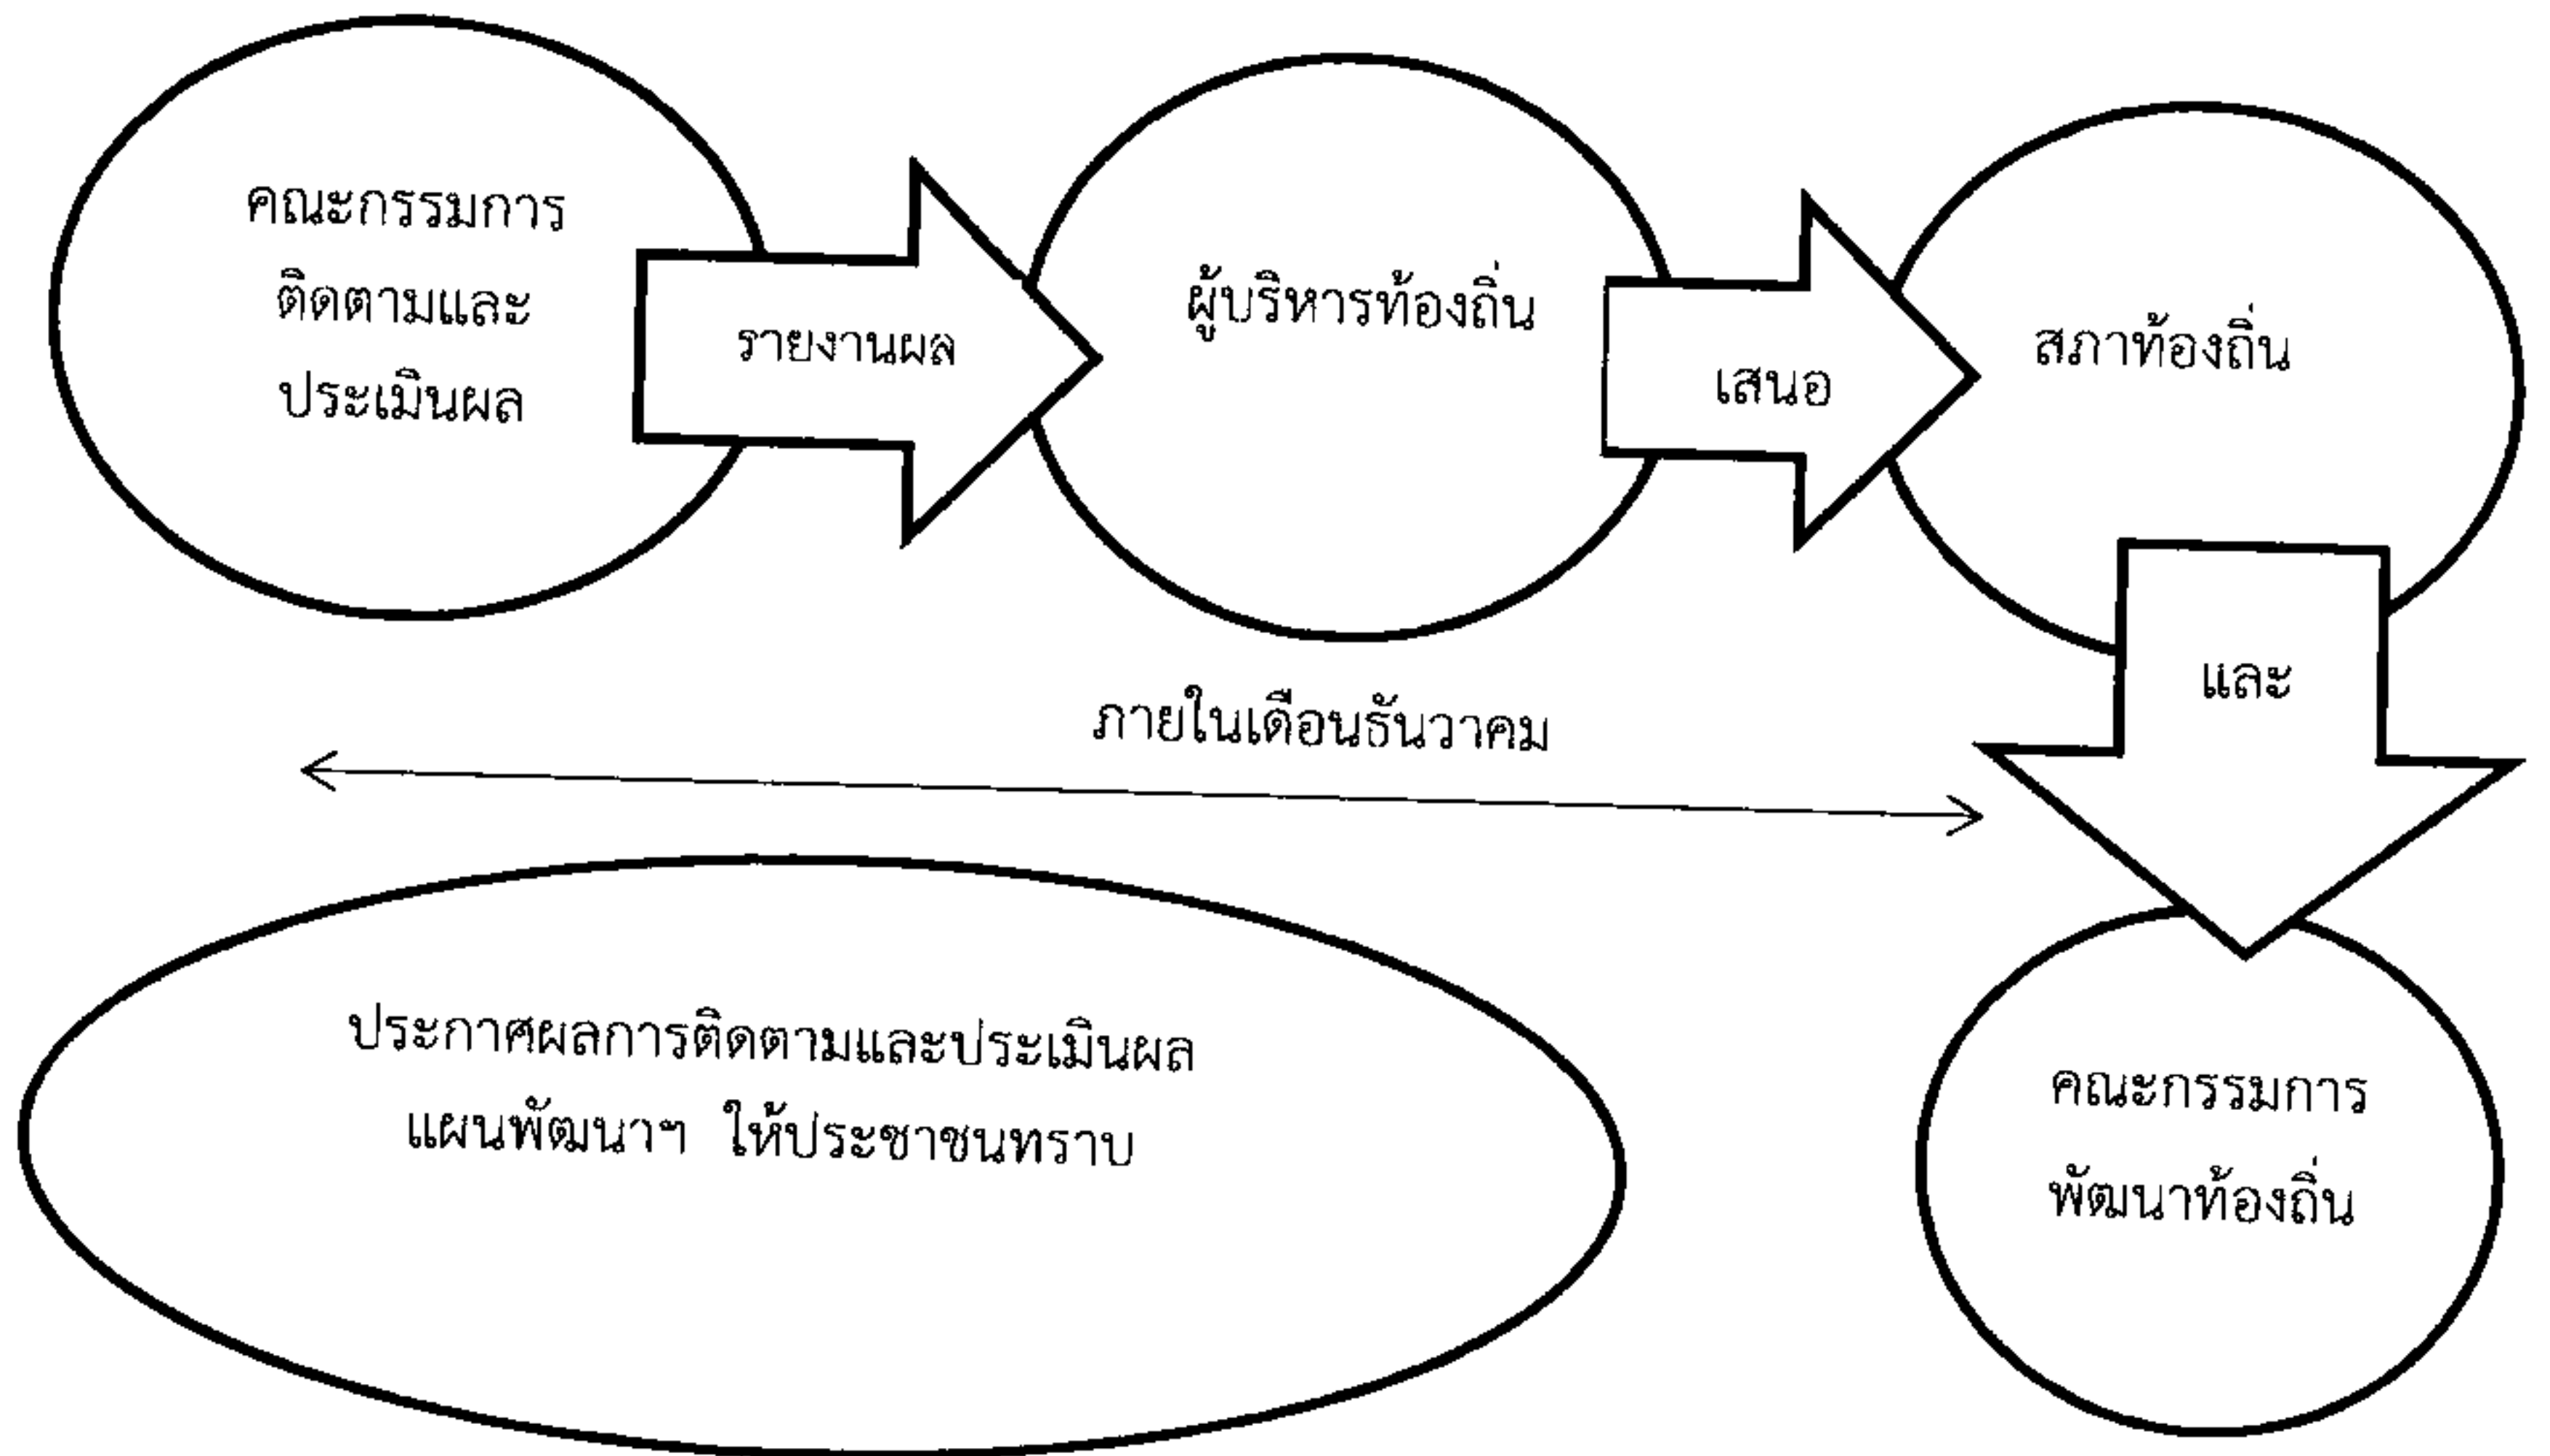 คณะกรรมการ
ติดตามและ
ประเมินผล
รายงานผล
ผู้บริหารท้องถิ่น
เสนอ
สภาท้องถิ่น
และ
ภายในเดือนธันวาคม
ประกาศผลการติดตามและประเมินผล
แผนพัฒนาฯ ให้ประชาชนทราบ
คณะกรรมการ
พัฒนาท้องถิ่น